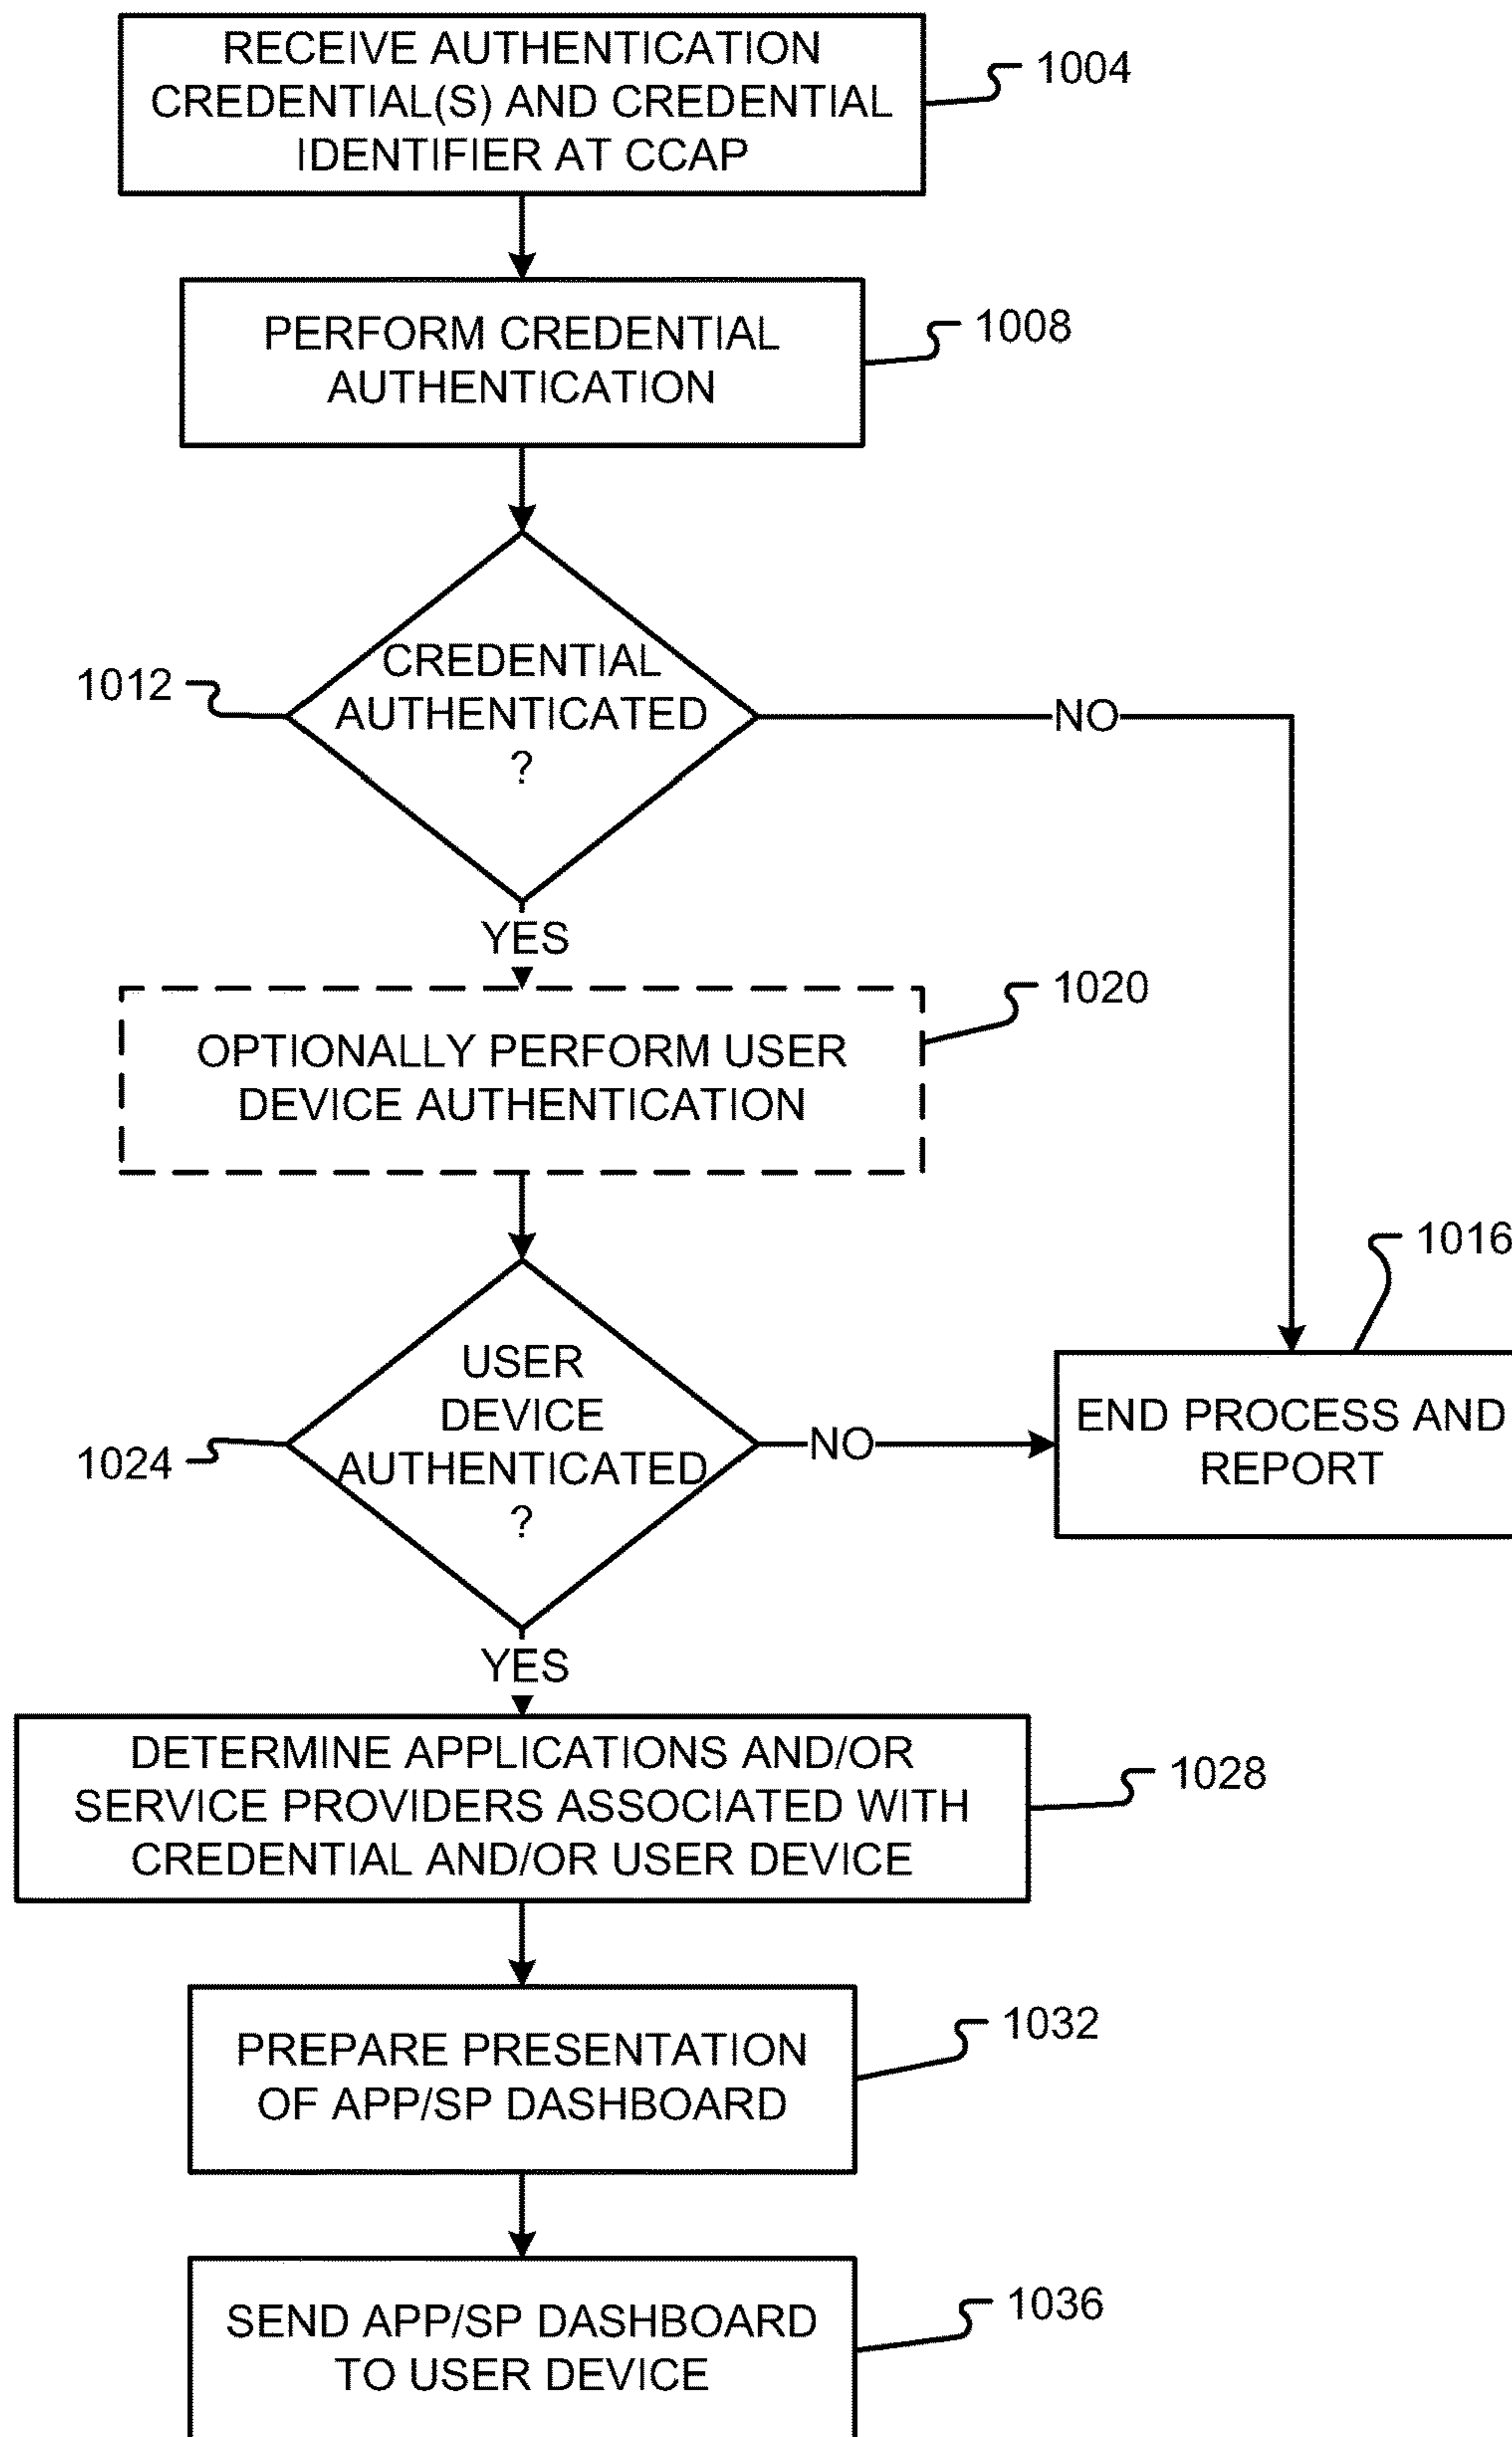 RECEIVE AUTHENTICATION
CREDENTIAL(S) AND CREDENTIAL
IDENTIFIER AT CCAP
1004
PERFORM CREDENTIAL
AUTHENTICATION
1008
CREDENTIAL
AUTHENTICATED
?
1012
NO
YES
OPTIONALLY PERFORM USER
DEVICE AUTHENTICATION
1020
1016
USER
DEVICE
AUTHENTICATED
?
1024
NO
END PROCESS AND
REPORT
YES
DETERMINE APPLICATIONS AND/OR
SERVICE PROVIDERS ASSOCIATED WITH
CREDENTIAL AND/OR USER DEVICE
1028
PREPARE PRESENTATION
OF APP/SP DASHBOARD
1032
SEND APP/SP DASHBOARD
TO USER DEVICE
1036